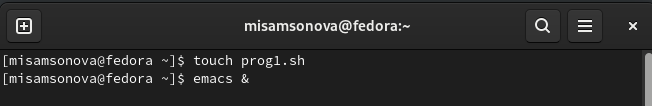 misamsonova@fedora:~
[misamsonova@fedora ~]$ touch prog1.sh
[misamsonova@fedora ~]$ emacs &